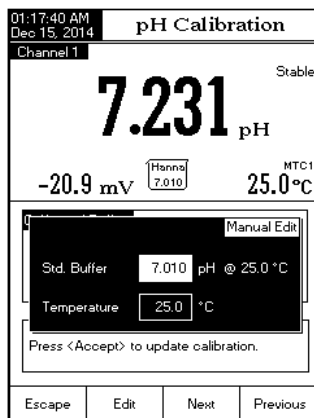 01:17:40 AM
Dec 15, 2014
pH Calibration
Channel 1
Stable
7.231 pH
MTC1
-20.9 mV
Hanna
7.010
25.0°C
Manual Edit
Std. Buffer 7.010 pH @ 25.0 °C
Temperature 25.0 °C
Press <Accept> to update calibration.
Escape Edit Next Previous